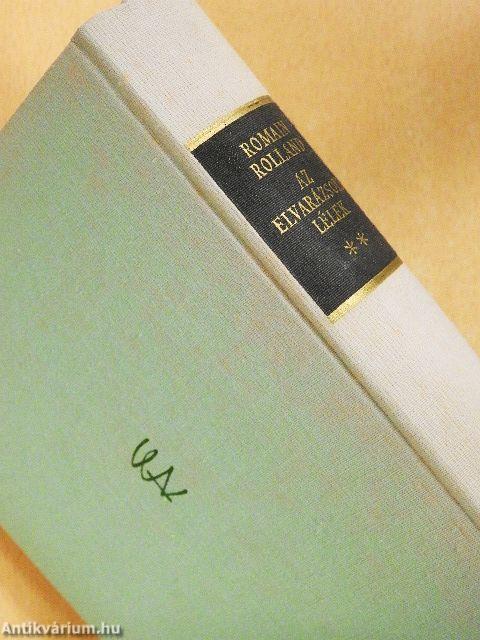 ROMAIN
ROLLAND
AZ
ELVARÁZSOLT
LÉLEK
**
Antikvárium.hu